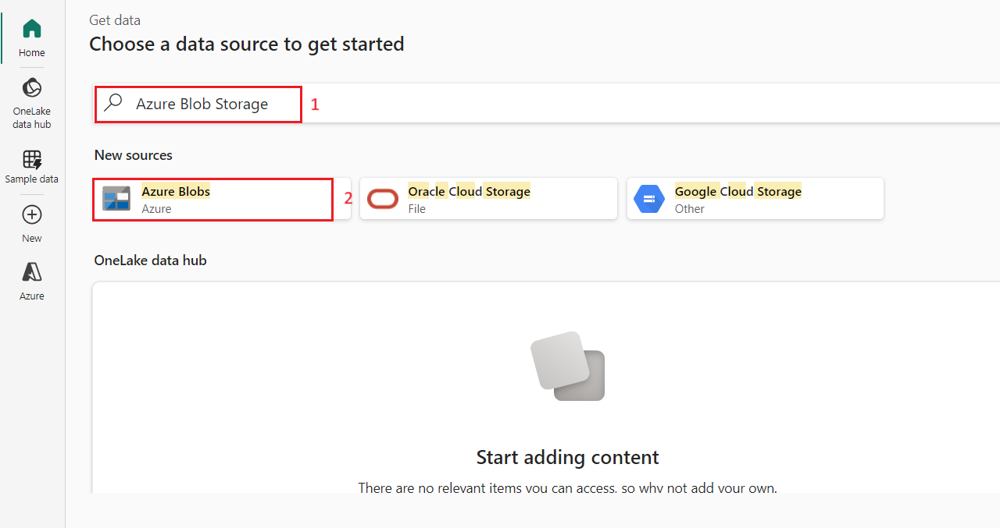 Get data
Choose a data source to get started
Home
OneLake
data hub
Sample data
New
Azure
Azure Blob Storage
1
New sources
Azure Blobs
Azure
2
Oracle Cloud Storage
File
Google Cloud Storage
Other
OneLake data hub
Start adding content
There are no relevant items you can access, so why not add your own.